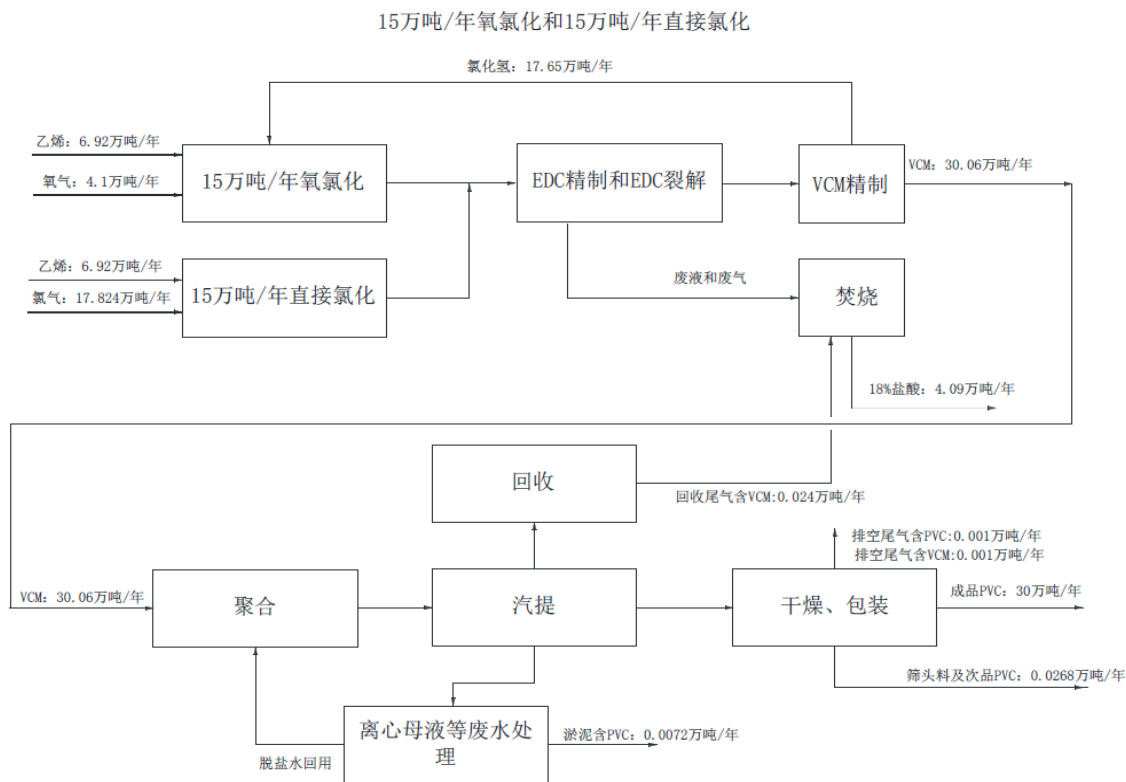 15万吨/年氧氯化和15万吨/年直接氯化
氯化氢：17.65万吨/年
乙烯：6.92万吨/年
氧气：4.1万吨/年
15万吨/年氧氯化
EDC精制和EDC裂解
VCM精制
VCM：30.06万吨/年
乙烯：6.92万吨/年
氯气：17.824万吨/年
15万吨/年直接氯化
废液和废气
焚烧
18%盐酸：4.09万吨/年
回收
回收尾气含VCM:0.024万吨/年
排空尾气含PVC:0.001万吨/年
排空尾气含VCM:0.001万吨/年
VCM：30.06万吨/年
聚合
汽提
干燥、包装
成品PVC：30万吨/年
筛头料及次品PVC：0.0268万吨/年
离心母液等废水处
理
淤泥含PVC：0.0072万吨/年
脱盐水回用